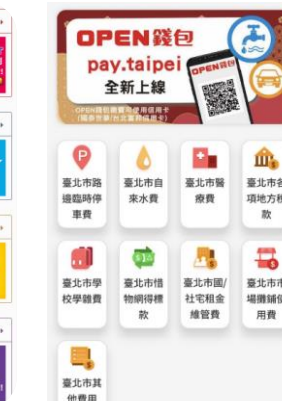 OPEN錢包
pay.taipei
全新上線
OPEN錢包
臺北市路
邊臨時停
車費
臺北市自
來水費
臺北市醫
療費
臺北市各
項地方稅
款
臺北市學
校學雜費
臺北市惜
物網得標
款
臺北市國/
社宅租金
維管費
臺北市市
場攤鋪使
用費
臺北市其
他費用